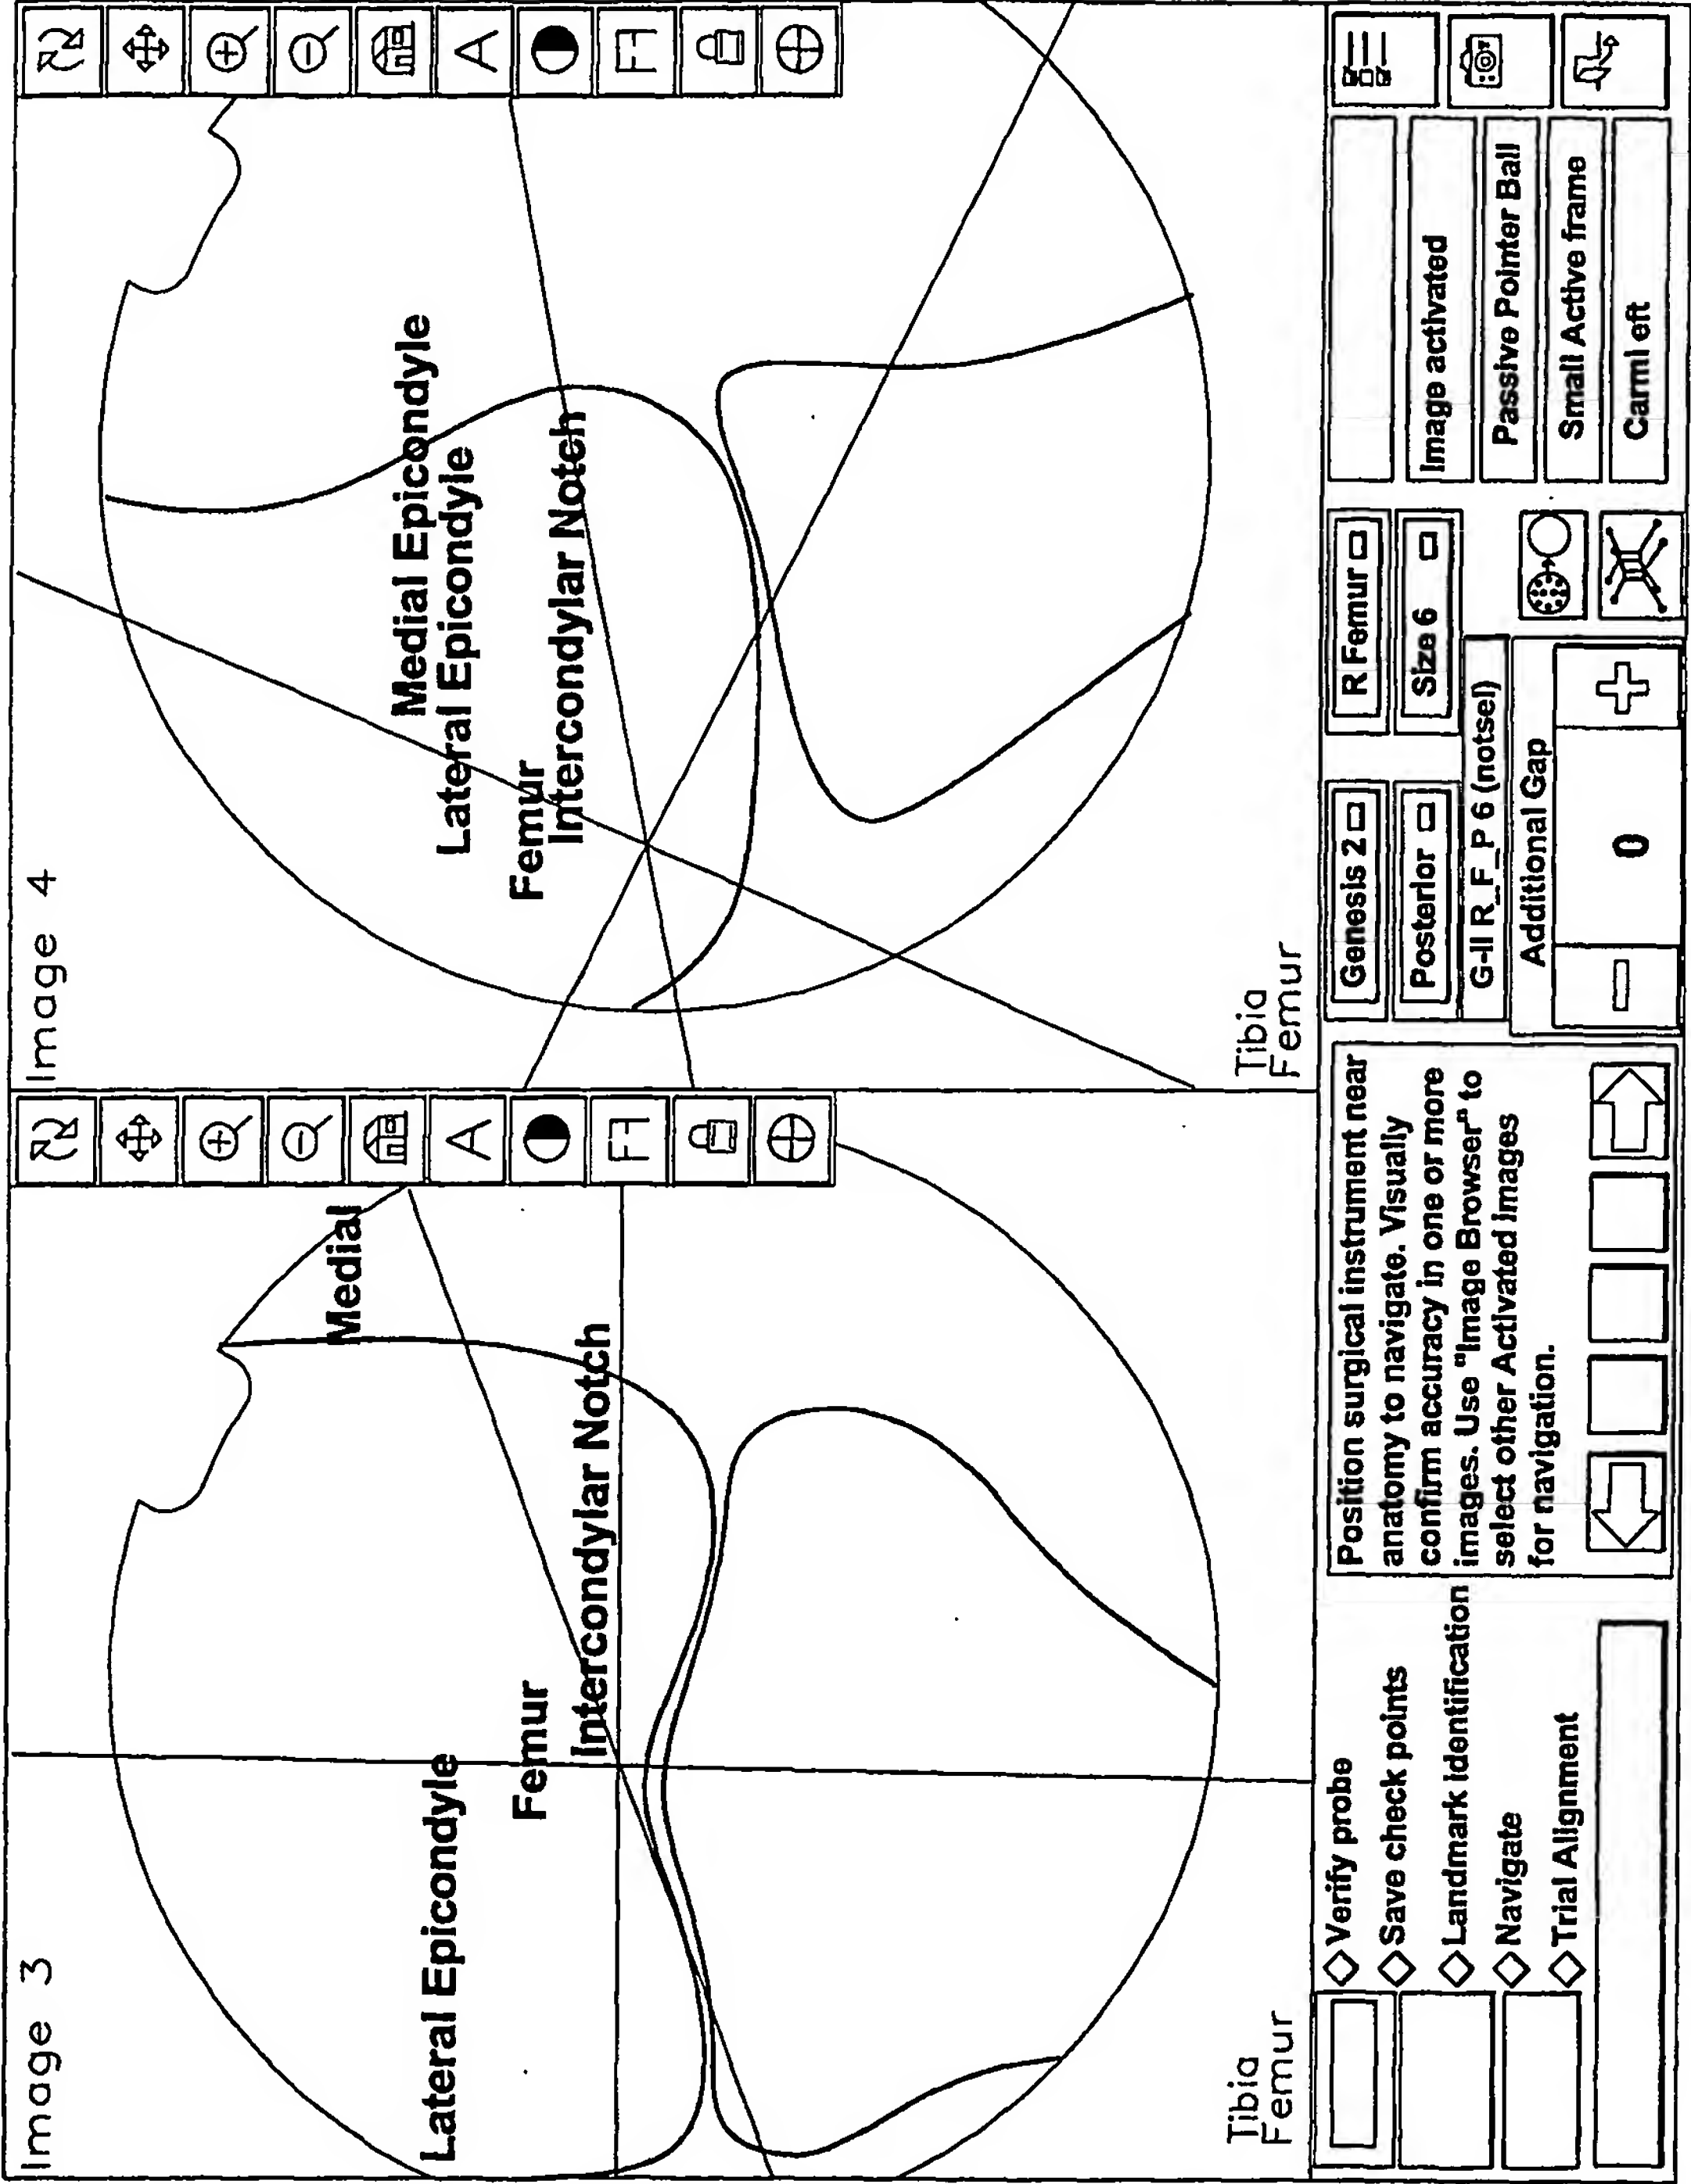 Image 3
Medial
Lateral Epicondyle
Femur
Intercondylar Notch
Tibia
Femur
A
Image 4
Medial Epicondyle
Lateral Epicondyle
Femur
Intercondylar Notch
Tibia
Femur
A
Verify probe
Save check points
Landmark identification
Navigate
Trial Alignment
Position surgical instrument near
anatomy to navigate. Visually
confirm accuracy in one or more
images. Use "Image Browser" to
select other Activated images
for navigation.
Genesis 2
R Femur
Posterior
Size 6
G-II R_F_P 6 (notsel)
Additional Gap
0
Image activated
Passive Pointer Ball
Small Active frame
Carml eft